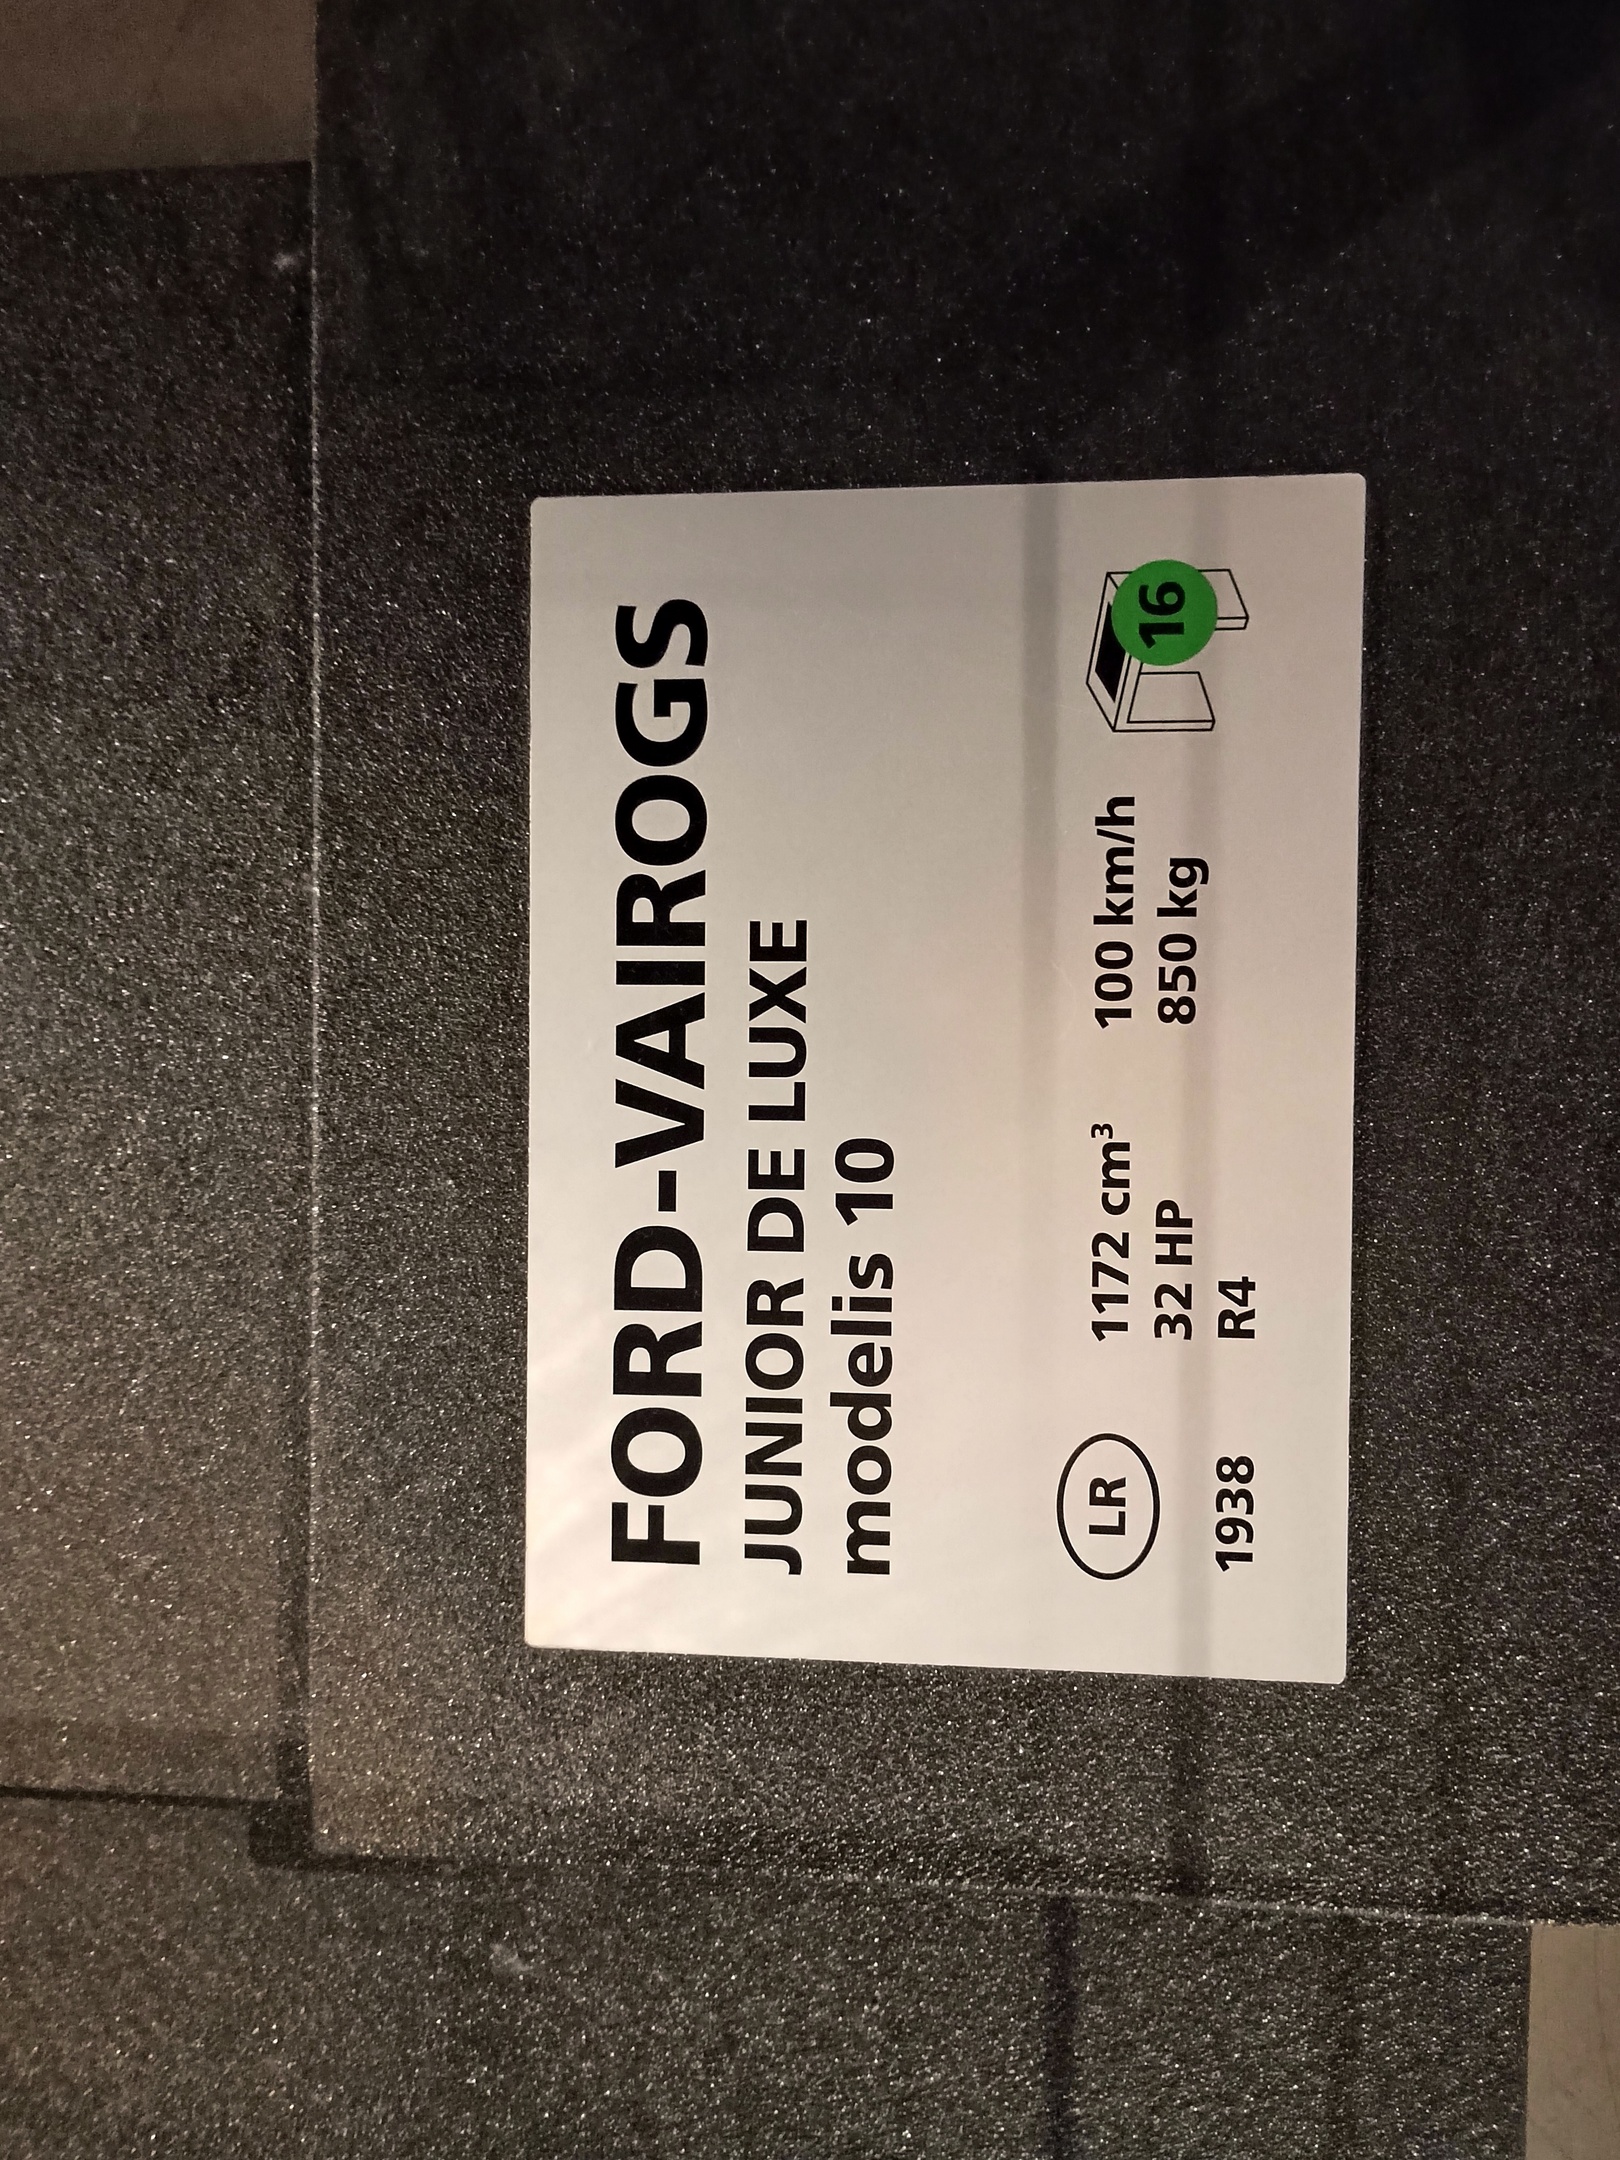 FORD-VAIROGS
JUNIOR DE LUXE
modelis 10
LR
1938
1172 cm³
32 HP
R4
100 km/h
850 kg
16